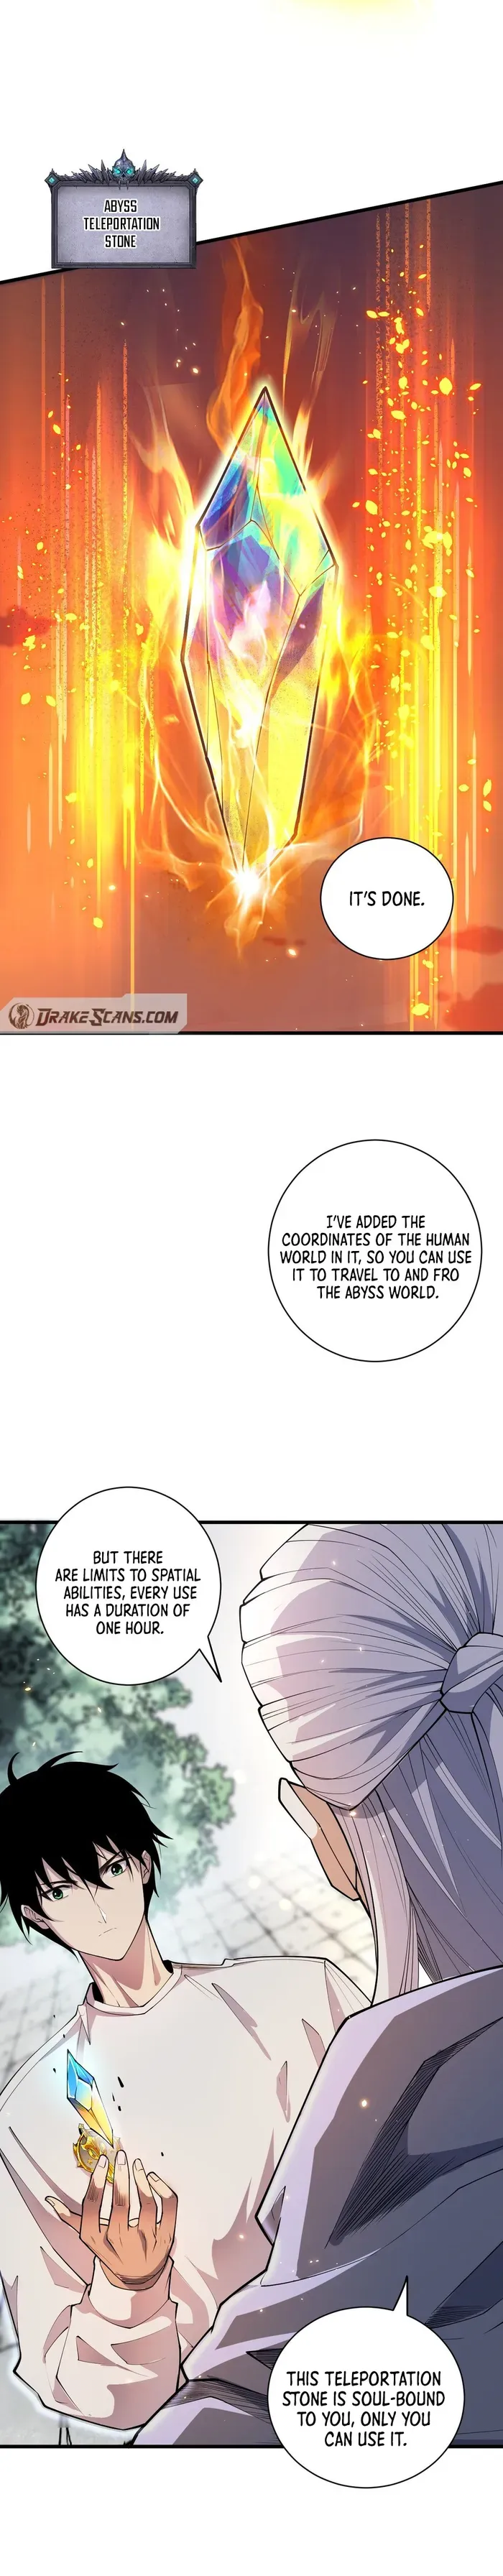 ABYSS
TELEPORTATION
STONE
IT'S DONE.
DRAKESCANS.COM
I'VE ADDED THE
COORDINATES OF THE HUMAN
WORLD IN IT, SO YOU CAN USE
IT TO TRAVEL TO AND FRO
THE ABYSS WORLD.
BUT THERE
ARE LIMITS TO SPATIAL
ABILITIES, EVERY USE
HAS A DURATION OF
ONE HOUR.
THIS TELEPORTATION
STONE IS SOUL-BOUND
TO YOU, ONLY YOU
CAN USE IT.